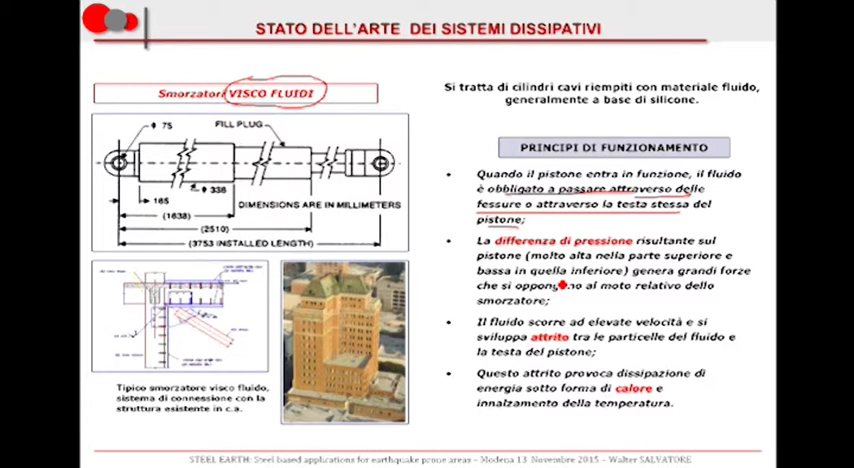 STATO DELL'ARTE DEI SISTEMI DISSIPATIVI
Smorzatori VISCO FLUIDI
Φ 75
FILL PLUG
Φ 336
165
DIMENSIONS ARE IN MILLIMETERS
(1638)
(2510)
(3753 INSTALLED LENGTH)
Tipico smorzatore visco fluido,
sistema di connessione con la
struttura esistente in c.a.
Si tratta di cilindri cavi riempiti con materiale fluido,
generalmente a base di silicone.
PRINCIPI DI FUNZIONAMENTO
• Quando il pistone entra in funzione, il fluido
è obbligato a passare attraverso delle
fessure o attraverso la testa stessa del
pistone;
• La differenza di pressione risultante sul
pistone (molto alta nella parte superiore e
bassa in quella inferiore) genera grandi forze
che si oppongono al moto relativo dello
smorzatore;
• Il fluido scorre ad elevate velocità e si
sviluppa attrito tra le particelle del fluido e
la testa del pistone;
• Questo attrito provoca dissipazione di
energia sotto forma di calore e
innalzamento della temperatura.
STEEL EARTH: Steel based applications for earthquake prone areas – Modena 13 Novembre 2015 – Walter SALVATORE